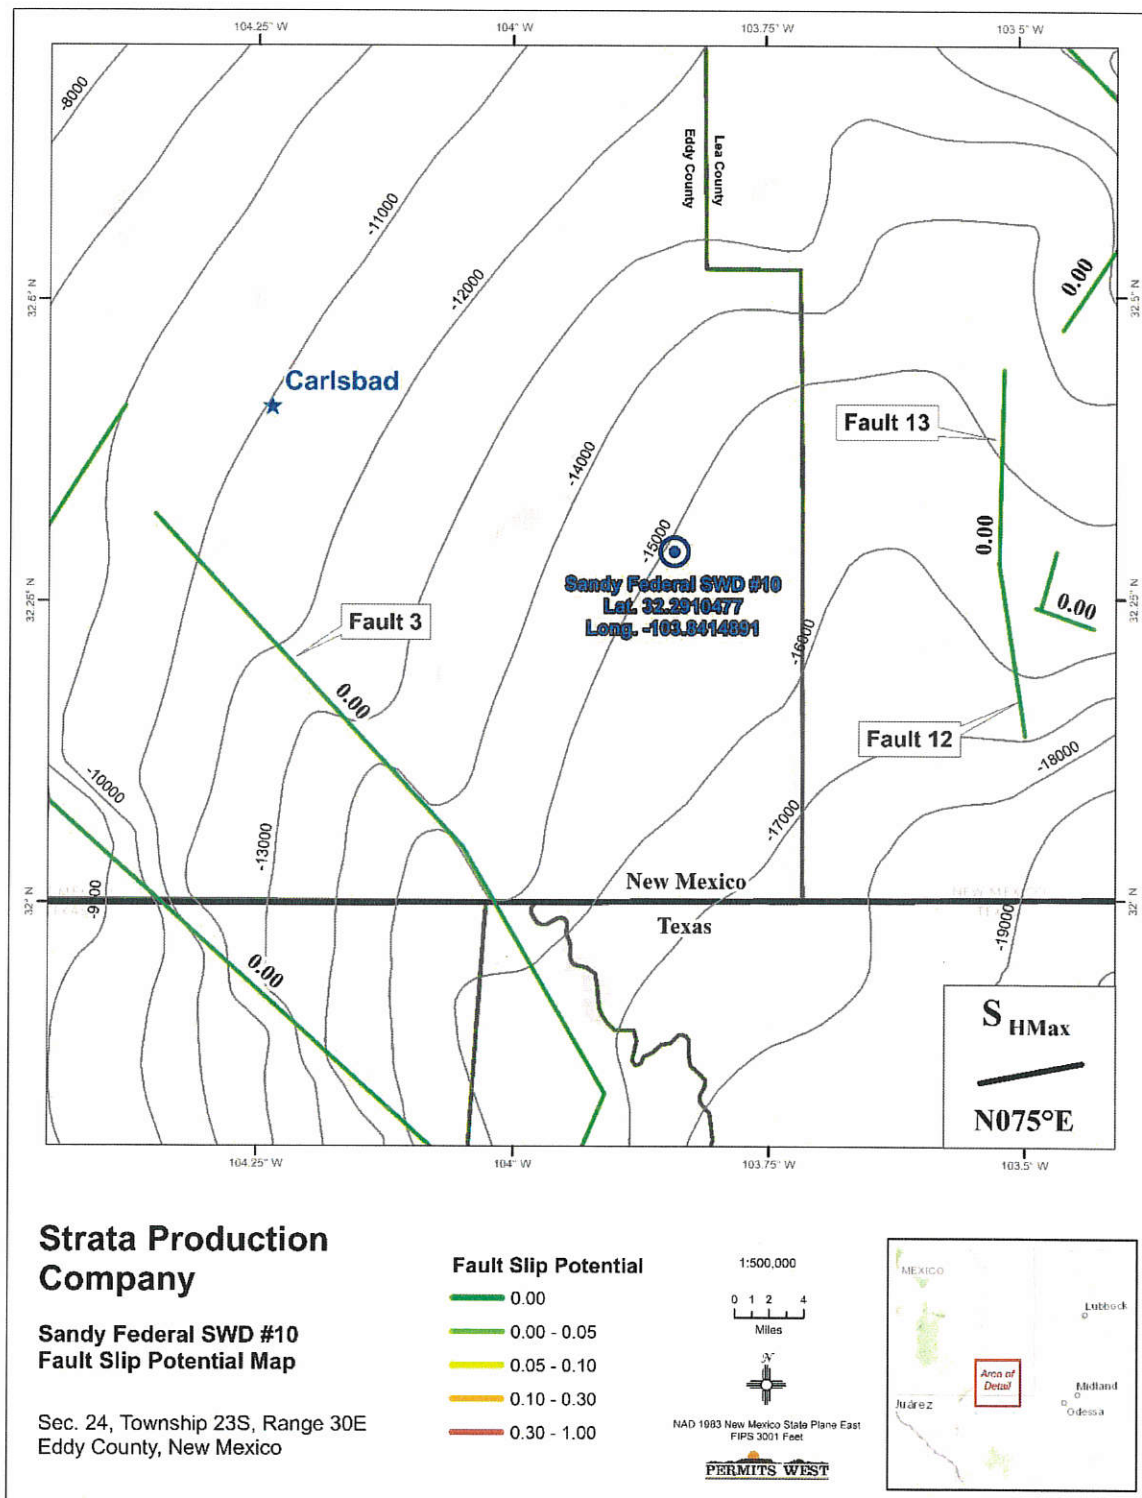 104.25° W
104° W
103.75° W
103.5° W
-8000
Eddy County
Lea County
-11000
-12000
0.00
32.5° N
32.5° N
Carlsbad
Fault 13
-14000
-15000
0.00
Sandy Federal SWD #10
Lat. 32.2910477
Long. -103.8414891
32.25° N
32.25° N
0.00
Fault 3
-16000
0.00
Fault 12
-10000
-18000
-17000
-13000
New Mexico
NEW MEXICO
32° N
32° N
Texas
-19000
0.00
S HMax
N075°E
104.25° W
104° W
103.75° W
103.5° W
Strata Production
Company
Sandy Federal SWD #10
Fault Slip Potential Map
Sec. 24, Township 23S, Range 30E
Eddy County, New Mexico
Fault Slip Potential
0.00
0.00 - 0.05
0.05 - 0.10
0.10 - 0.30
0.30 - 1.00
1:500,000
0 1 2 4
Miles
N
NAD 1983 New Mexico State Plane East
FIPS 3001 Feet
PERMITS WEST
MEXICO
Lubbock
Area of
Detail
Midland
Odessa
Juárez